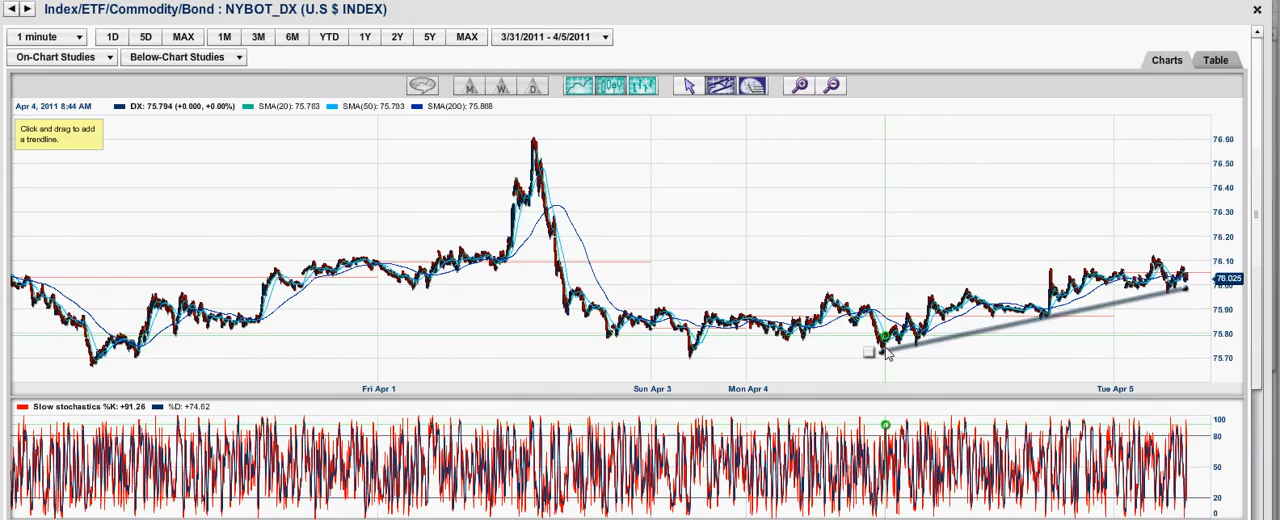 Index/ETF/Commodity/Bond : NYBOT_DX (U.S $ INDEX)
1 minute 1D 5D MAX 1M 3M 6M YTD 1Y 2Y 5Y MAX 3/31/2011 - 4/5/2011
On-Chart Studies Below-Chart Studies
Charts Table
M W D
Apr 4, 2011 8:44 AM DX: 75.794 (+0.000, +0.00%) SMA(20): 75.763 SMA(50): 75.793 SMA(200): 75.868
Click and drag to add
a trendline.
76.60
76.50
76.40
76.30
76.20
76.10
76.025
75.90
75.80
75.70
Fri Apr 1 Sun Apr 3 Mon Apr 4 Tue Apr 5
Slow stochastics %K: +91.26 %D: +74.62
100
80
50
20
0